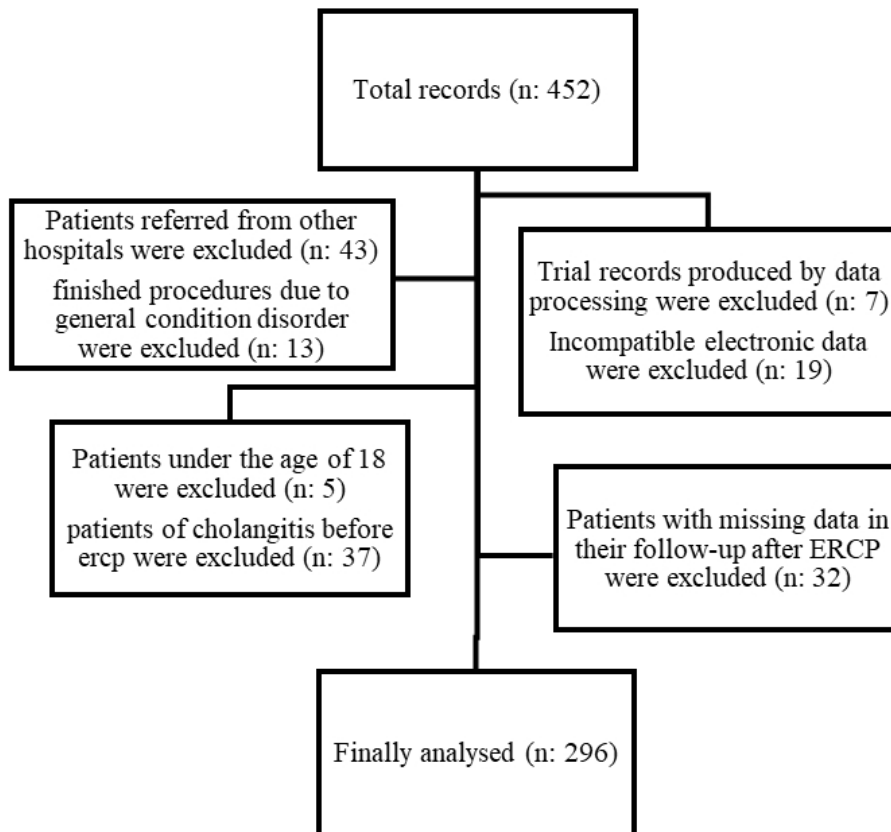 Total records (n: 452)
Patients referred from other
hospitals were excluded (n: 43)
finished procedures due to
general condition disorder
were excluded (n: 13)
Trial records produced by data
processing were excluded (n: 7)
Incompatible electronic data
were excluded (n: 19)
Patients under the age of 18
were excluded (n: 5)
patients of cholangitis before
ercp were excluded (n: 37)
Patients with missing data in
their follow-up after ERCP
were excluded (n: 32)
Finally analysed (n: 296)